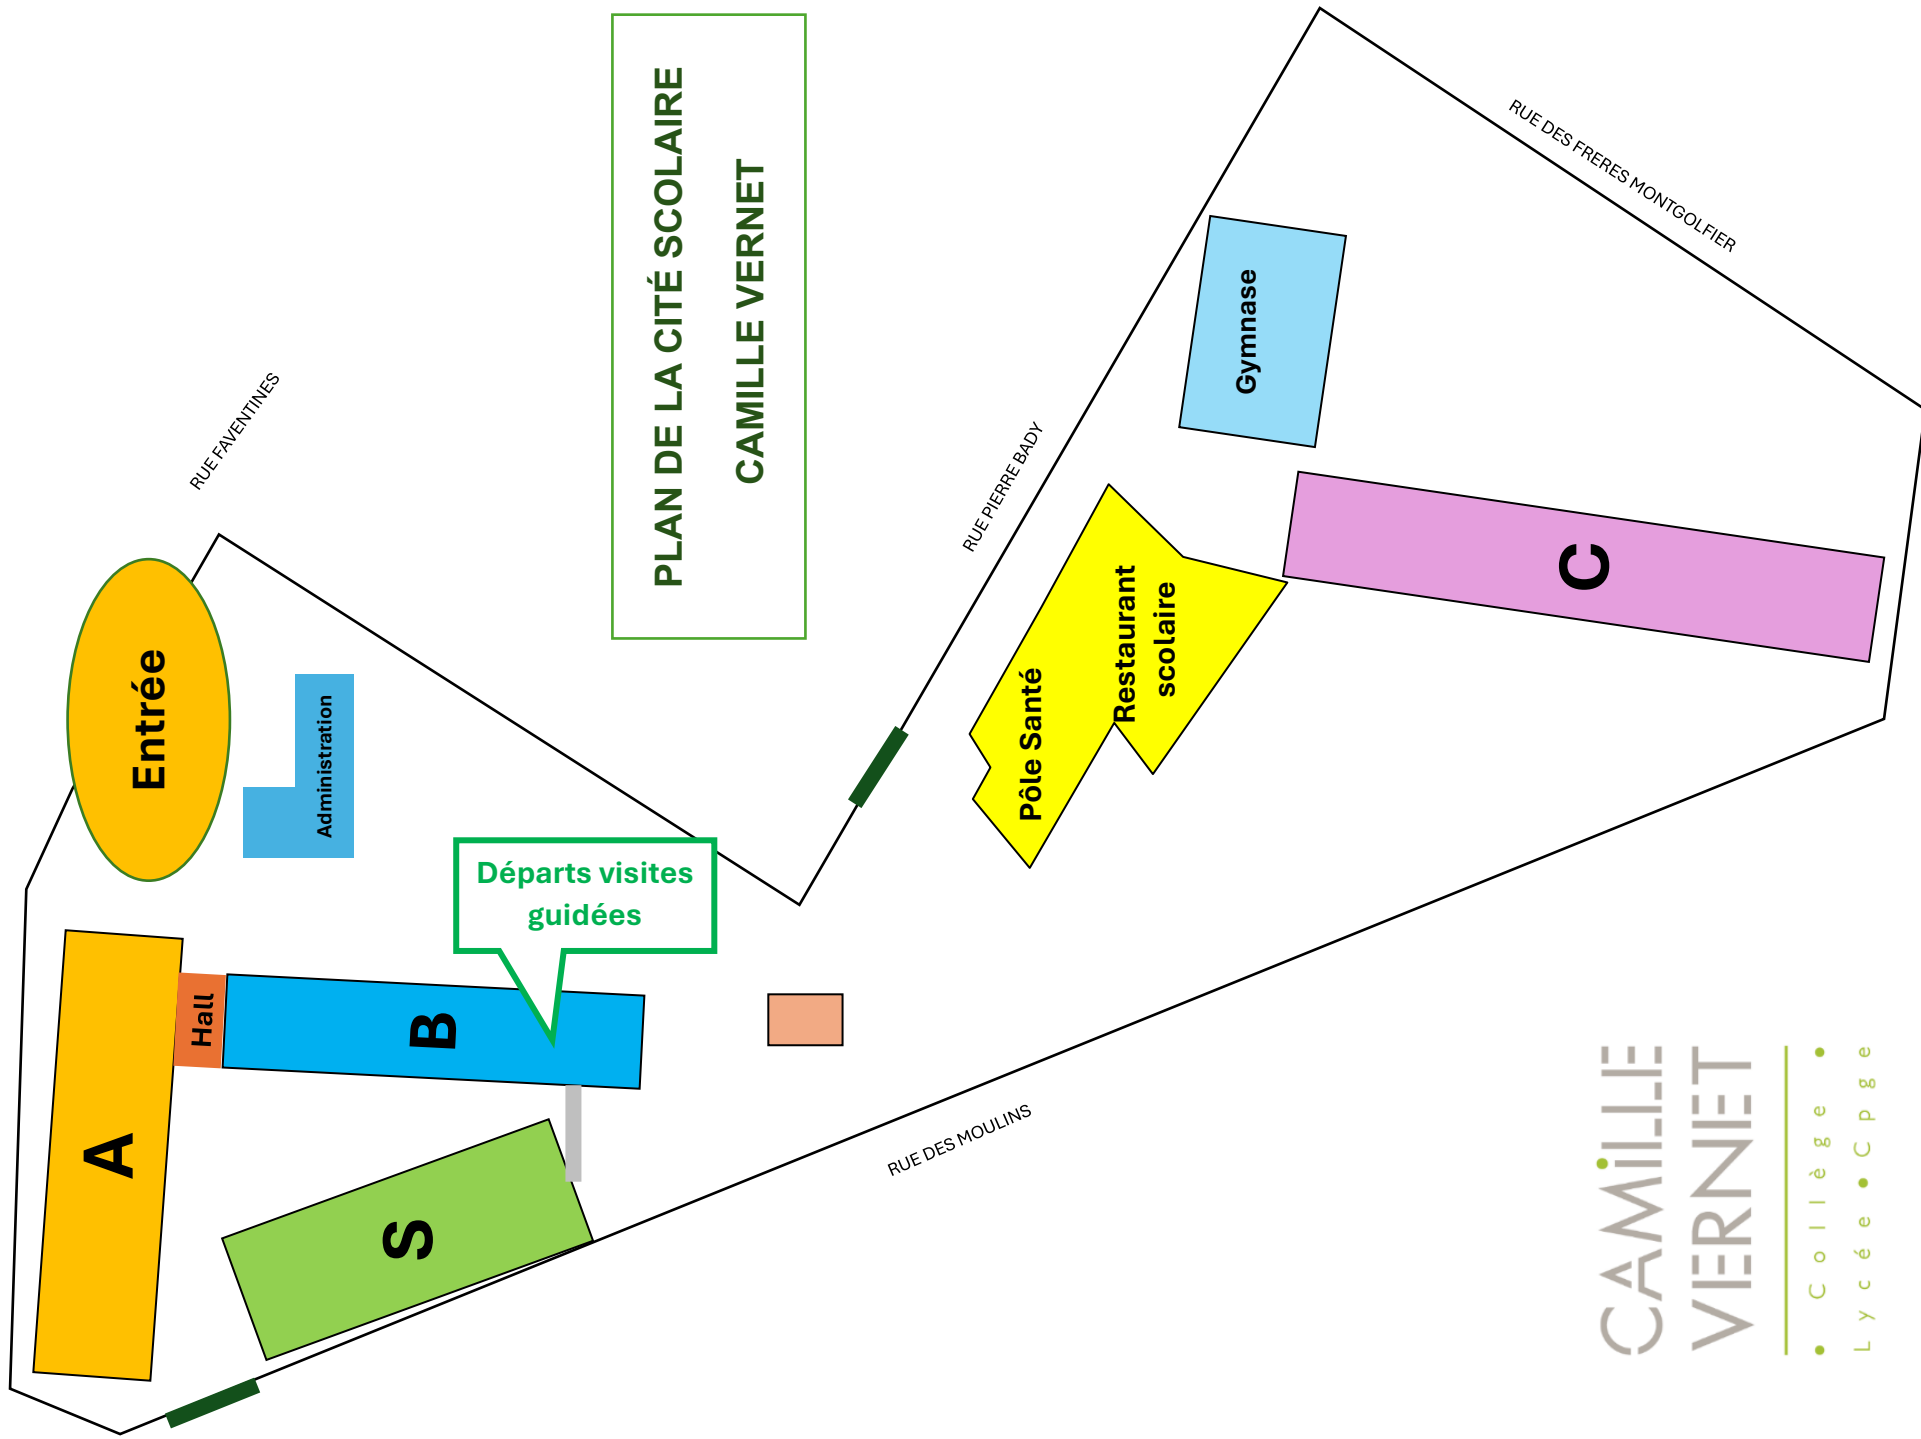 PLAN DE LA CITÉ SCOLAIRE
CAMILLE VERNET
RUE FAVENTINES
RUE PIERRE BADY
RUE DES FRERES MONTGOLFIER
Entrée
Administration
Départs visites
guidées
Gymnase
Pôle Santé
Restaurant
scolaire
C
A
Hall
B
S
RUE DES MOULINS
CAMILLE
VERNET
• Collège •
Lycée • Cpge